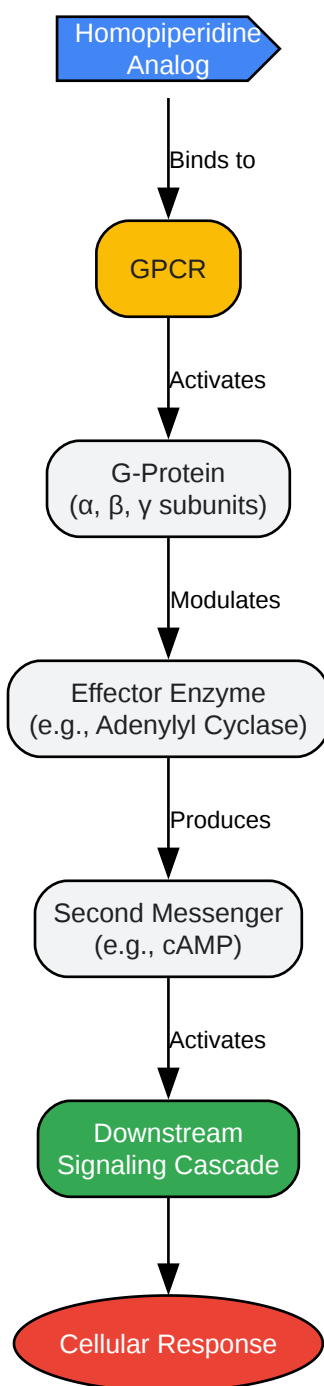 Homopiperidine
Analog
Binds to
GPCR
Activates
G-Protein
(α, β, γ subunits)
Modulates
Effector Enzyme
(e.g., Adenylyl Cyclase)
Produces
Second Messenger
(e.g., cAMP)
Activates
Downstream
Signaling Cascade
Cellular Response